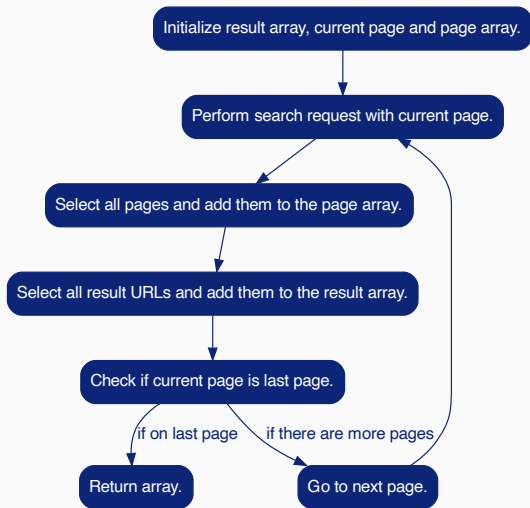 Initialize result array, current page and page array.
Perform search request with current page.
Select all pages and add them to the page array.
Select all result URLs and add them to the result array.
Check if current page is last page.
if on last page
if there are more pages
Return array.
Go to next page.